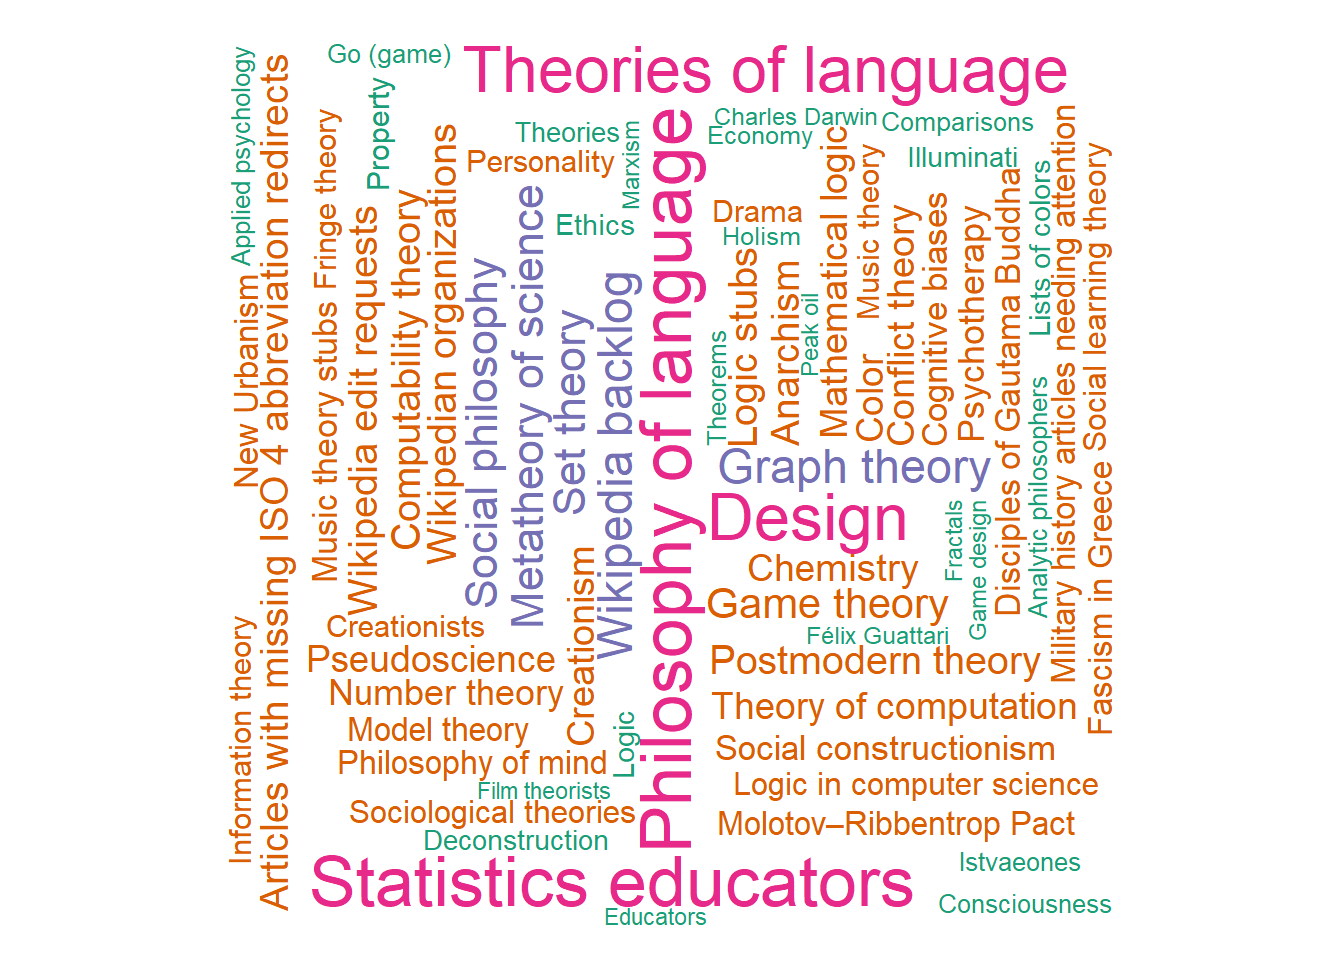 Go (game)
Theories of language
Applied psychology
Articles with missing ISO 4 abbreviation redirects
Property
Fringe theory
Music theory stubs
New Urbanism
Information theory
Wikipedia edit requests
Computability theory
Wikipedian organizations
Theories
Personality
Marxism
Ethics
Social philosophy
Metatheory of science
Set theory
Wikipedia backlog
Philosophy of language
Charles Darwin
Economy
Comparisons
Illuminati
Drama
Holism
Theorems
Logic stubs
Anarchism
Peak oil
Mathematical logic
Music theory
Color
Conflict theory
Cognitive biases
Psychotherapy
Disciples of Gautama Buddha
Lists of colors
Analytic philosophers
Military history articles needing attention
Social learning theory
Fascism in Greece
Graph theory
Design
Fractals
Game design
Chemistry
Game theory
Félix Guattari
Postmodern theory
Theory of computation
Social constructionism
Logic in computer science
Molotov–Ribbentrop Pact
Creationists
Pseudoscience
Number theory
Creationism
Model theory
Logic
Philosophy of mind
Film theorists
Sociological theories
Deconstruction
Statistics educators
Educators
Istvaeones
Consciousness